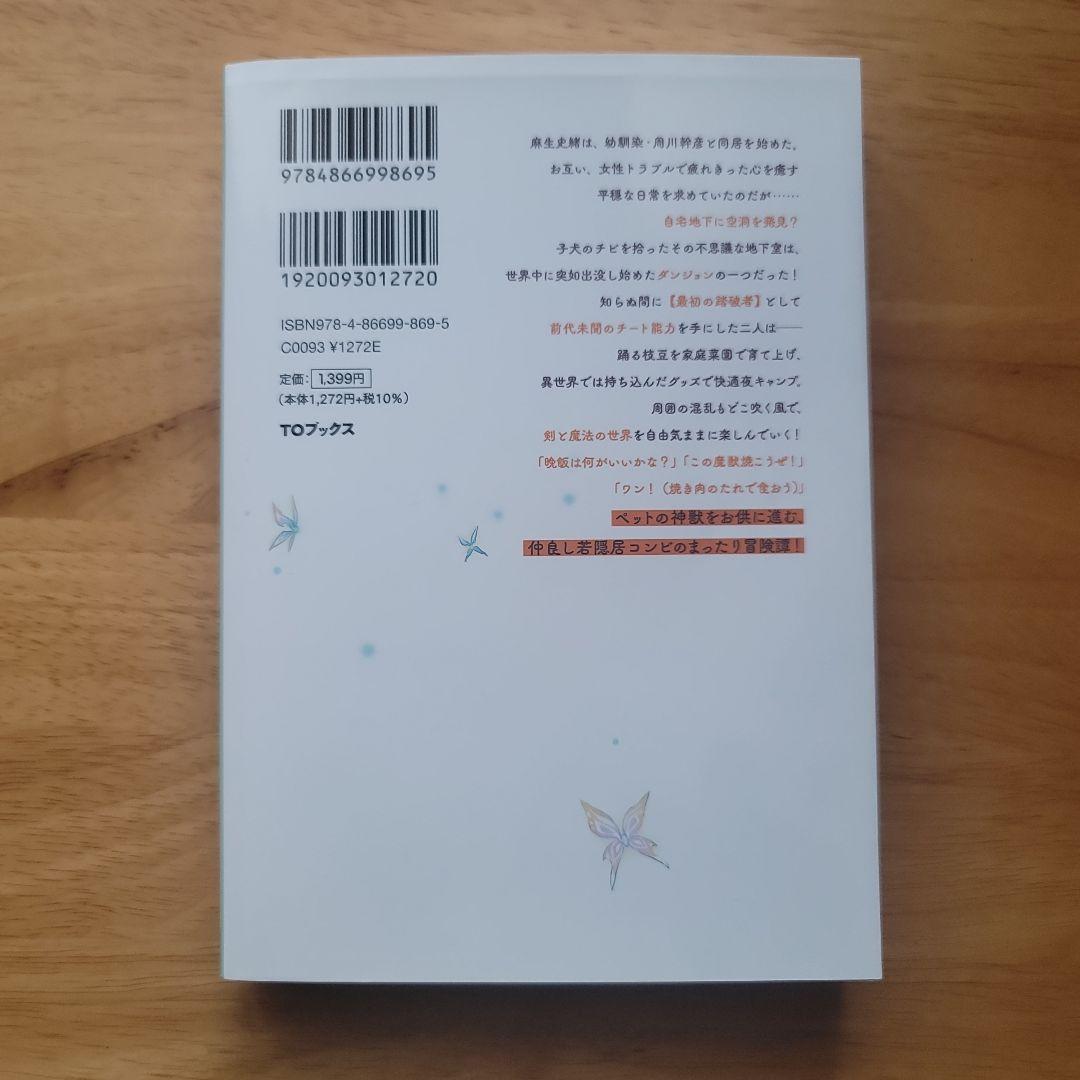 9784866998695
1920093012720
ISBN978-4-86699-869-5
C0093 ¥1272E
定価：1,399円
（本体1,272円+税10%）
TOブックス
麻生史緒は、幼馴染・周川幹彦と同居を始めた。
お互い、女性トラブルで疲れきった心を癒す
平穏な日常を求めていたのだが……
自宅地下に空洞を発見？
子犬のチビを拾ったその不思議な地下室は、
世界中に突如出没し始めたダンジョンの一つだった！
知らぬ間に【最初の踏破者】として
前代未聞のチート能力を手にした二人は──
踊る枝豆を家庭菜園で育て上げ、
異世界では持ち込んだグッズで快適夜キャンプ。
周囲の混乱もどこ吹く風で、
剣と魔法の世界を自由気ままに楽しんでいく！
「晩飯は何がいいかな？」「この魔獣焼こうぜ！」
「ワン！（焼き肉のたれで食おう）」
ペットの神獣をお供に進む、
仲良し若隠居コンビのまったり冒険譚！